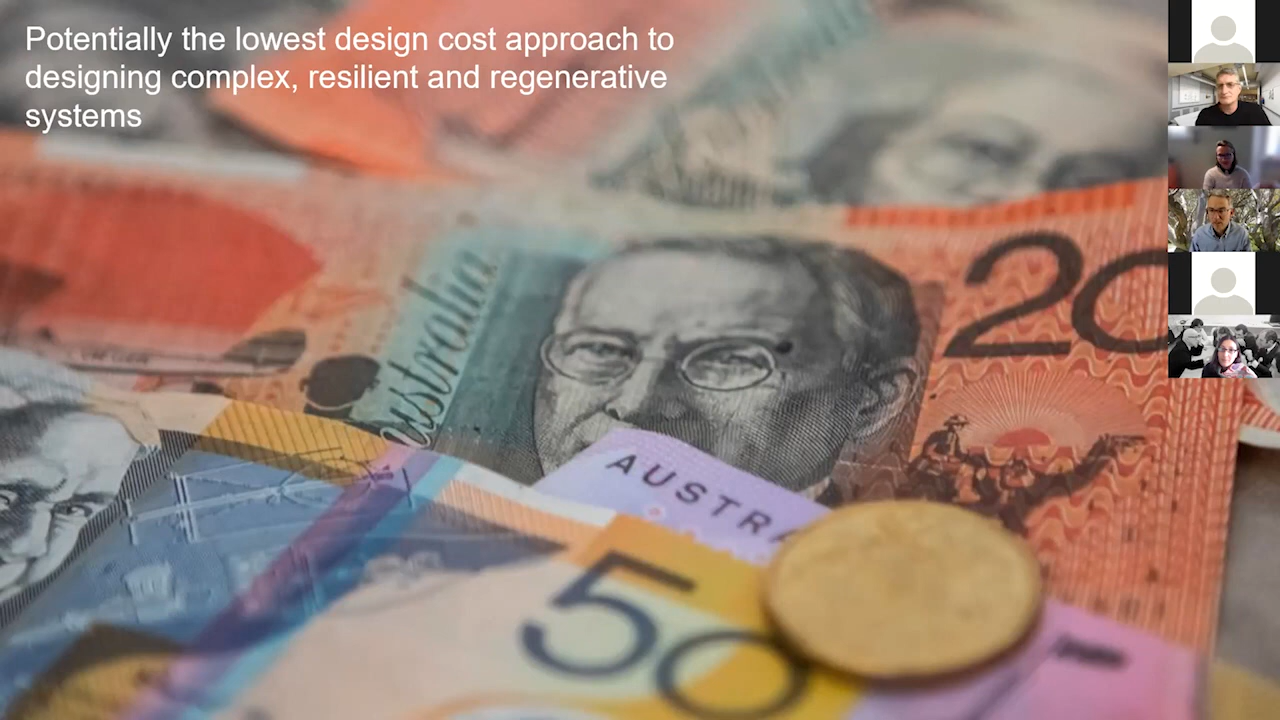 Potentially the lowest design cost approach to
designing complex, resilient and regenerative
systems
Australia
20
AUSTRA
50